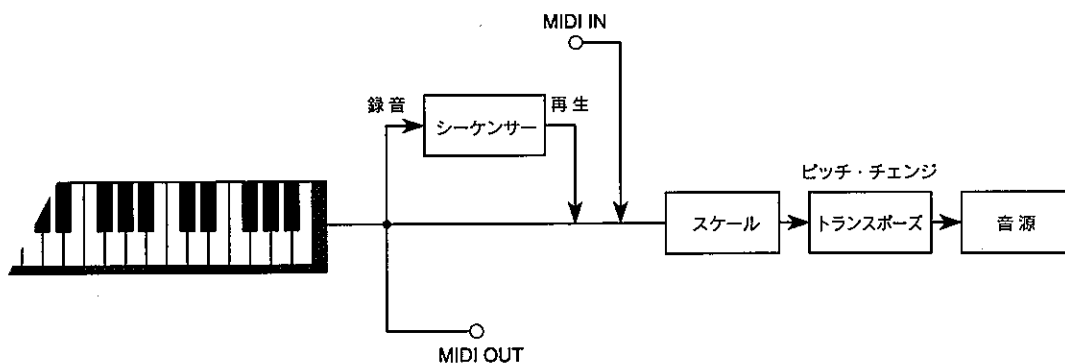 MIDI IN
録音
シーケンサー
再生
ピッチ・チェンジ
スケール
トランスポーズ
音源
MIDI OUT